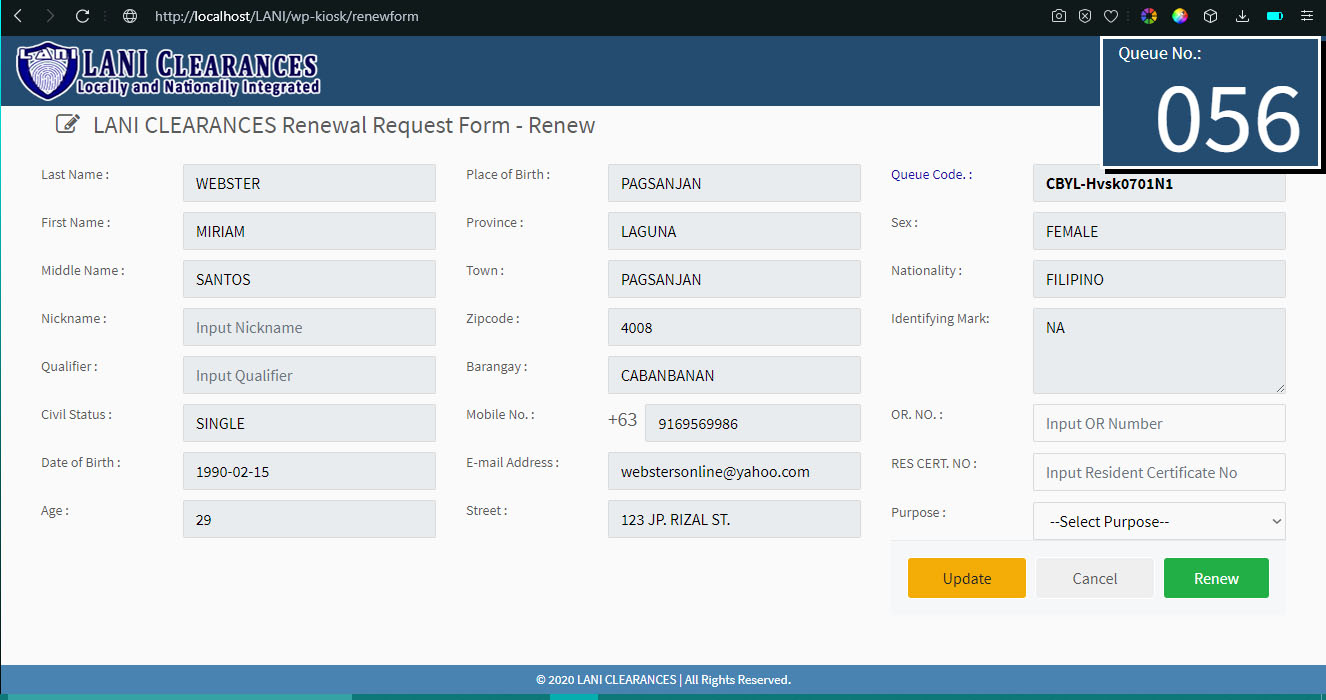 http://localhost/LANI/wp-kiosk/renewform
LANI
LANI CLEARANCES
Locally and Nationally Integrated
Queue No.:
056
LANI CLEARANCES Renewal Request Form - Renew
Last Name :
WEBSTER
First Name :
MIRIAM
Middle Name :
SANTOS
Nickname :
Input Nickname
Qualifier :
Input Qualifier
Civil Status :
SINGLE
Date of Birth :
1990-02-15
Age :
29
Place of Birth :
PAGSANJAN
Province :
LAGUNA
Town :
PAGSANJAN
Zipcode :
4008
Barangay :
CABANBANAN
Mobile No. :
+63 9169569986
E-mail Address :
webstersonline@yahoo.com
Street :
123 JP. RIZAL ST.
Queue Code. :
CBYL-Hvsk0701N1
Sex :
FEMALE
Nationality :
FILIPINO
Identifying Mark:
NA
OR. NO. :
Input OR Number
RES CERT. NO :
Input Resident Certificate No
Purpose :
--Select Purpose--
Update Cancel Renew
© 2020 LANI CLEARANCES | All Rights Reserved.